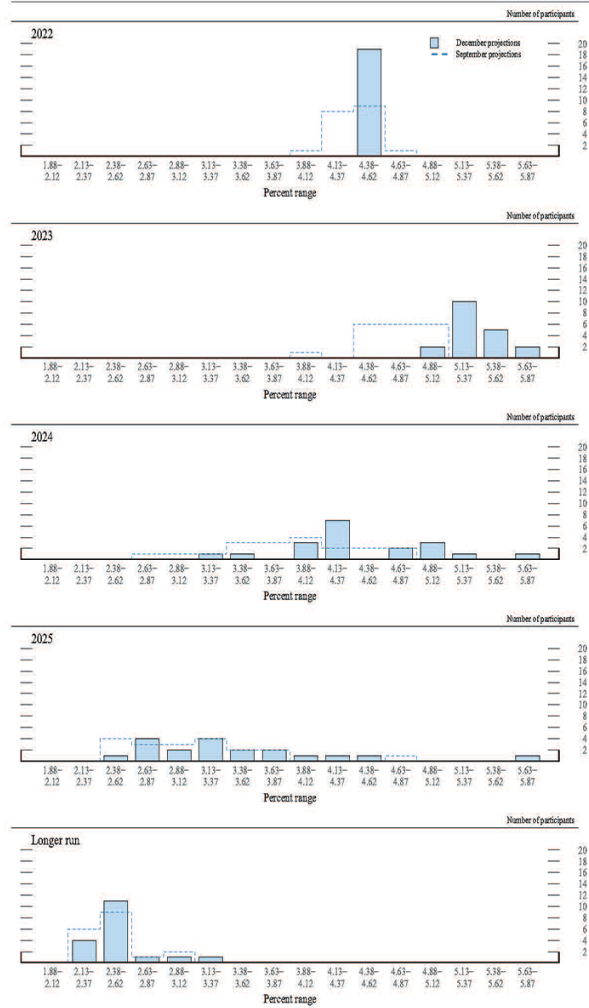 Number of participants
2022
December projections
September projections
20
18
16
14
12
10
8
6
4
2
1.88– 2.13– 2.38– 2.63– 2.88– 3.13– 3.38– 3.63– 3.88– 4.13– 4.38– 4.63– 4.88– 5.13– 5.38– 5.63–
2.12 2.37 2.62 2.87 3.12 3.37 3.62 3.87 4.12 4.37 4.62 4.87 5.12 5.37 5.62 5.87
Percent range
Number of participants
2023
20
18
16
14
12
10
8
6
4
2
1.88– 2.13– 2.38– 2.63– 2.88– 3.13– 3.38– 3.63– 3.88– 4.13– 4.38– 4.63– 4.88– 5.13– 5.38– 5.63–
2.12 2.37 2.62 2.87 3.12 3.37 3.62 3.87 4.12 4.37 4.62 4.87 5.12 5.37 5.62 5.87
Percent range
Number of participants
2024
20
18
16
14
12
10
8
6
4
2
1.88– 2.13– 2.38– 2.63– 2.88– 3.13– 3.38– 3.63– 3.88– 4.13– 4.38– 4.63– 4.88– 5.13– 5.38– 5.63–
2.12 2.37 2.62 2.87 3.12 3.37 3.62 3.87 4.12 4.37 4.62 4.87 5.12 5.37 5.62 5.87
Percent range
Number of participants
2025
20
18
16
14
12
10
8
6
4
2
1.88– 2.13– 2.38– 2.63– 2.88– 3.13– 3.38– 3.63– 3.88– 4.13– 4.38– 4.63– 4.88– 5.13– 5.38– 5.63–
2.12 2.37 2.62 2.87 3.12 3.37 3.62 3.87 4.12 4.37 4.62 4.87 5.12 5.37 5.62 5.87
Percent range
Number of participants
Longer run
20
18
16
14
12
10
8
6
4
2
1.88– 2.13– 2.38– 2.63– 2.88– 3.13– 3.38– 3.63– 3.88– 4.13– 4.38– 4.63– 4.88– 5.13– 5.38– 5.63–
2.12 2.37 2.62 2.87 3.12 3.37 3.62 3.87 4.12 4.37 4.62 4.87 5.12 5.37 5.62 5.87
Percent range